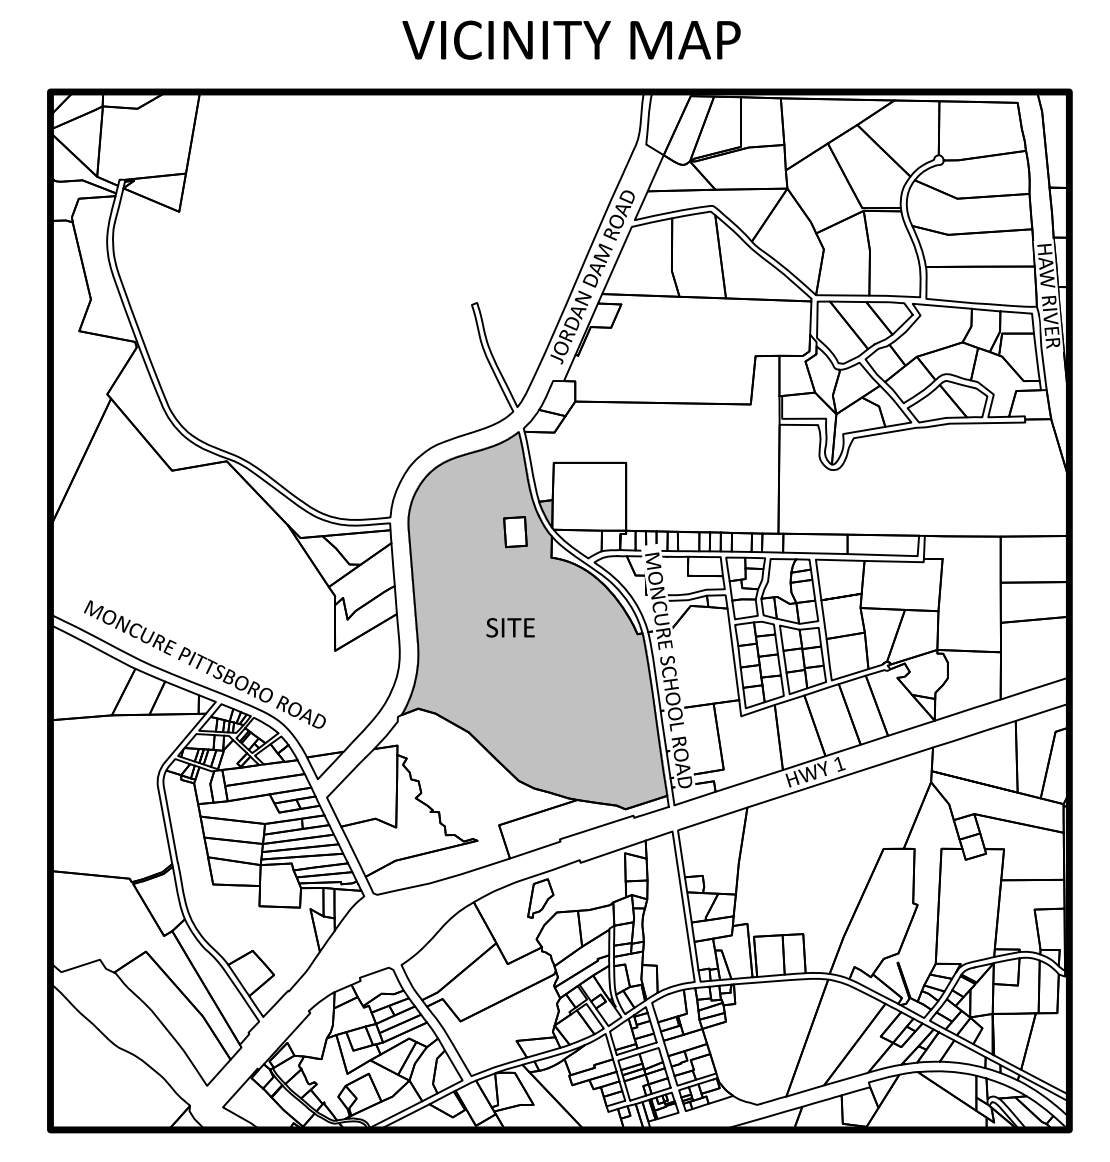 VICINITY MAP
JORDAN DAM ROAD
HAW RIVER
MONCURE PITTSBORO ROAD
SITE
MONCURE SCHOOL ROAD
HWY 1